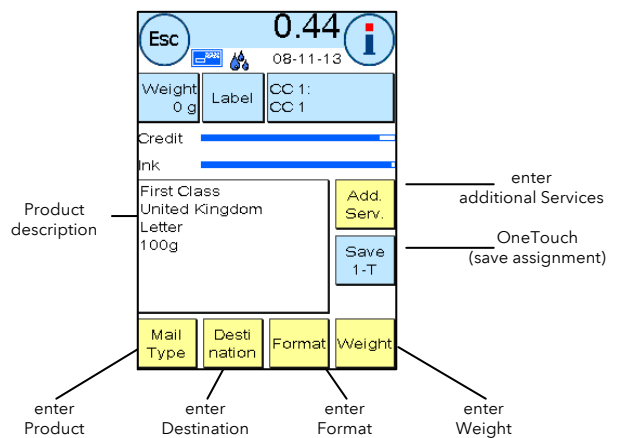 Esc
0.44
i
08-11-13
Weight
0 g
Label
CC 1:
CC 1
Credit
Ink
First Class
United Kingdom
Letter
100g
Add.
Serv.
Save
1-T
Mail
Type
Desti
nation
Format
Weight
Product
description
enter
additional Services
OneTouch
(save assignment)
enter
Product
enter
Destination
enter
Format
enter
Weight